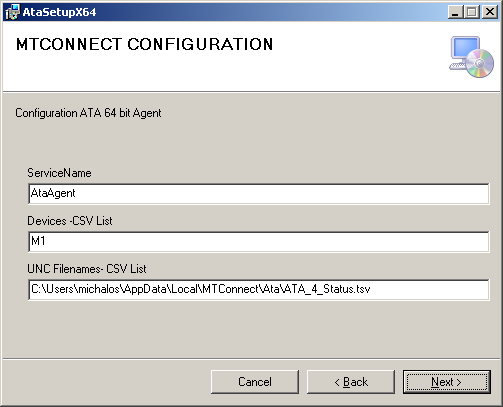 AtaSetupX64
MTCONNECT CONFIGURATION
Configuration ATA 64 bit Agent
ServiceName
AtaAgent
Devices -CSV List
M1
UNC Filenames- CSV List
C:\Users\michalos\AppData\Local\MTConnect\Ata\ATA_4_Status.tsv
Cancel
< Back
Next >